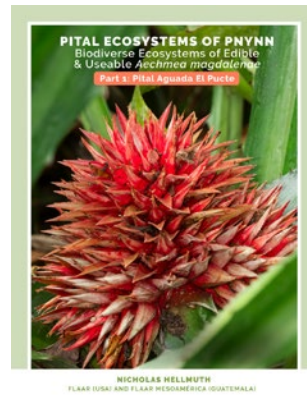 PITAL ECOSYSTEMS OF PNYNN
Biodiverse Ecosystems of Edible
& Useable Aechmea magdalenae
Part 1: Pital Aguada El Pucte
NICHOLAS HELLMUTH
FLAAR (USA) AND FLAAR MESOAMÉRICA (GUATEMALA)